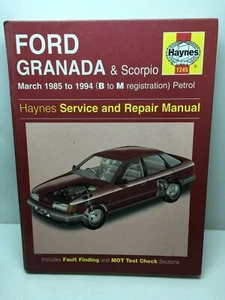 FORD
GRANADA & Scorpio
Haynes
1245
March 1985 to 1994 (B to M registration) Petrol
Haynes Service and Repair Manual
Includes Fault Finding and MOT Test Check Sections